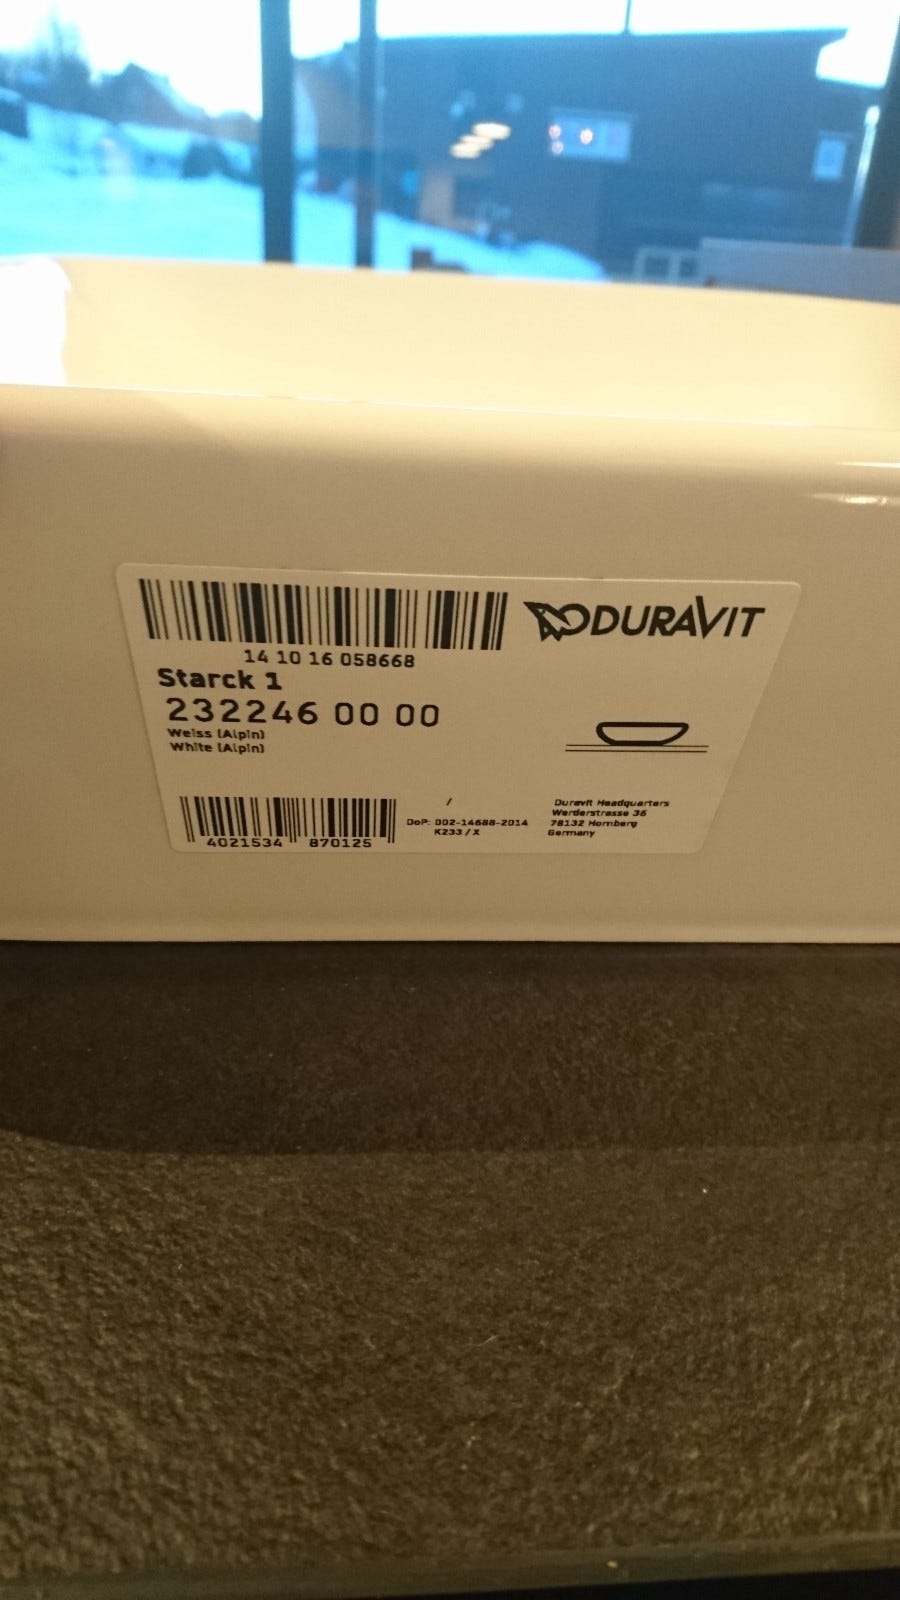 14 10 16 058668
DURAVIT
Starck 1
232246 00 00
Weiss (Alpin)
White (Alpin)
4021534 870125
/
DoP: 002-14688-2014
K233 / X
Duravit Headquarters
Werderstrasse 36
78132 Hornberg
Germany